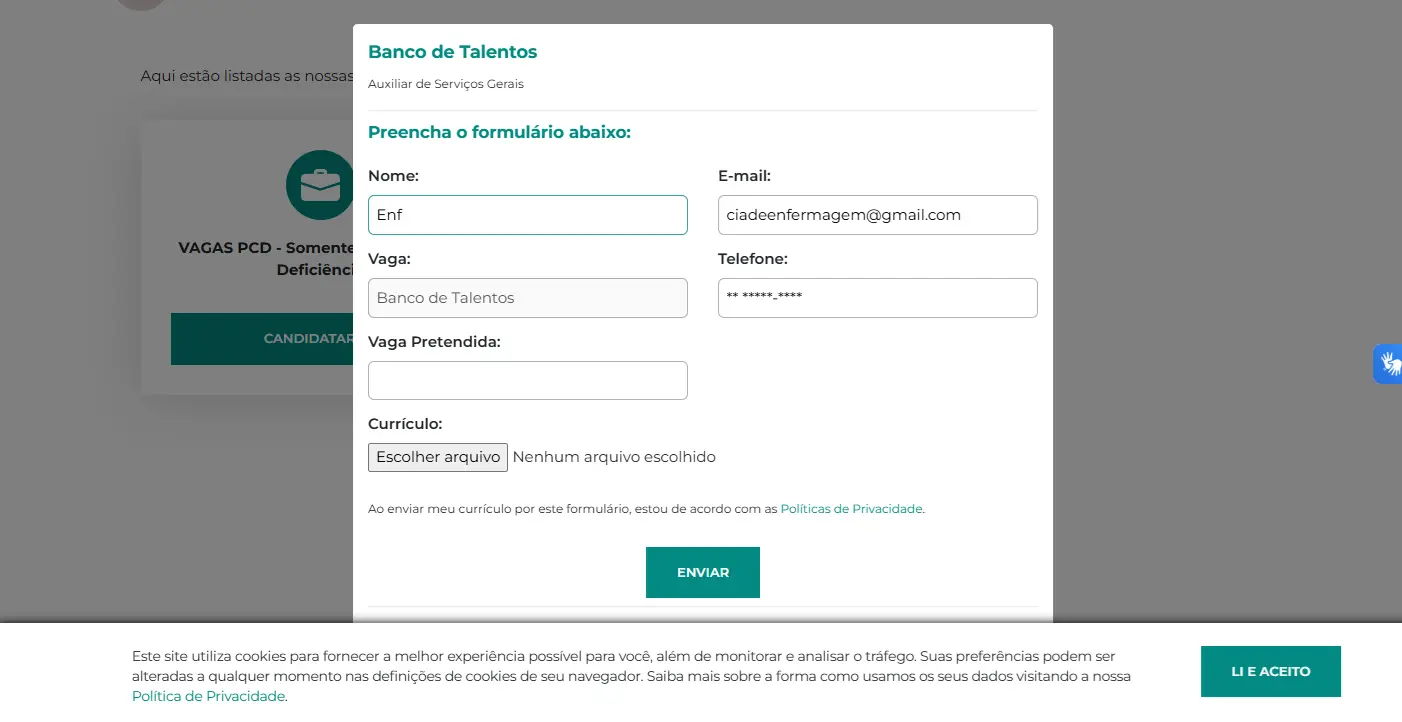 Banco de Talentos
Auxiliar de Serviços Gerais
Aqui estão listadas as nossas
Preencha o formulário abaixo:
Nome:
E-mail:
Enf
ciadeenfermagem@gmail.com
VAGAS PCD - Somente
Deficiênci
Vaga:
Telefone:
Banco de Talentos
** *****-****
CANDIDATAR
Vaga Pretendida:
Currículo:
Escolher arquivo Nenhum arquivo escolhido
Ao enviar meu currículo por este formulário, estou de acordo com as Políticas de Privacidade.
ENVIAR
Este site utiliza cookies para fornecer a melhor experiência possível para você, além de monitorar e analisar o tráfego. Suas preferências podem ser
alteradas a qualquer momento nas definições de cookies de seu navegador. Saiba mais sobre a forma como usamos os seus dados visitando a nossa
Política de Privacidade.
LI E ACEITO